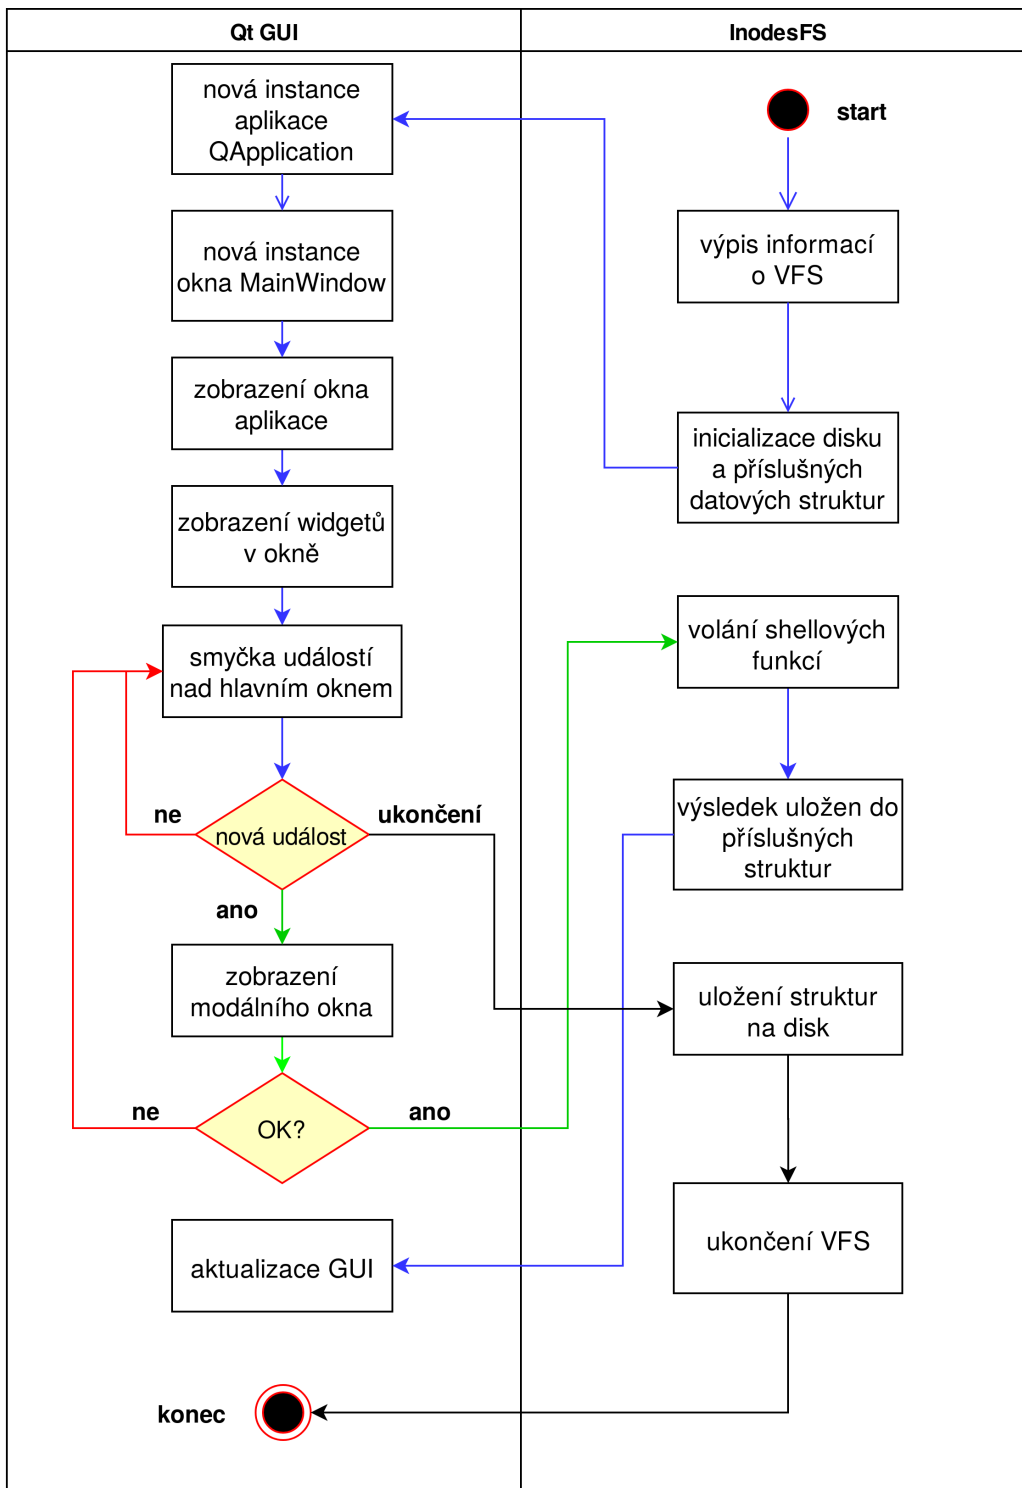 Qt GUI
InodesFS
nová instance
aplikace
QApplication
start
nová instance
okna MainWindow
výpis informací
o VFS
zobrazení okna
aplikace
inicializace disku
a příslušných
datových struktur
zobrazení widgetů
v okně
smyčka událostí
nad hlavním oknem
volání shellových
funkcí
ne
nová událost
ukončení
výsledek uložen do
příslušných
struktur
ano
zobrazení
modálního okna
uložení struktur
na disk
ne
OK?
ano
aktualizace GUI
ukončení VFS
konec